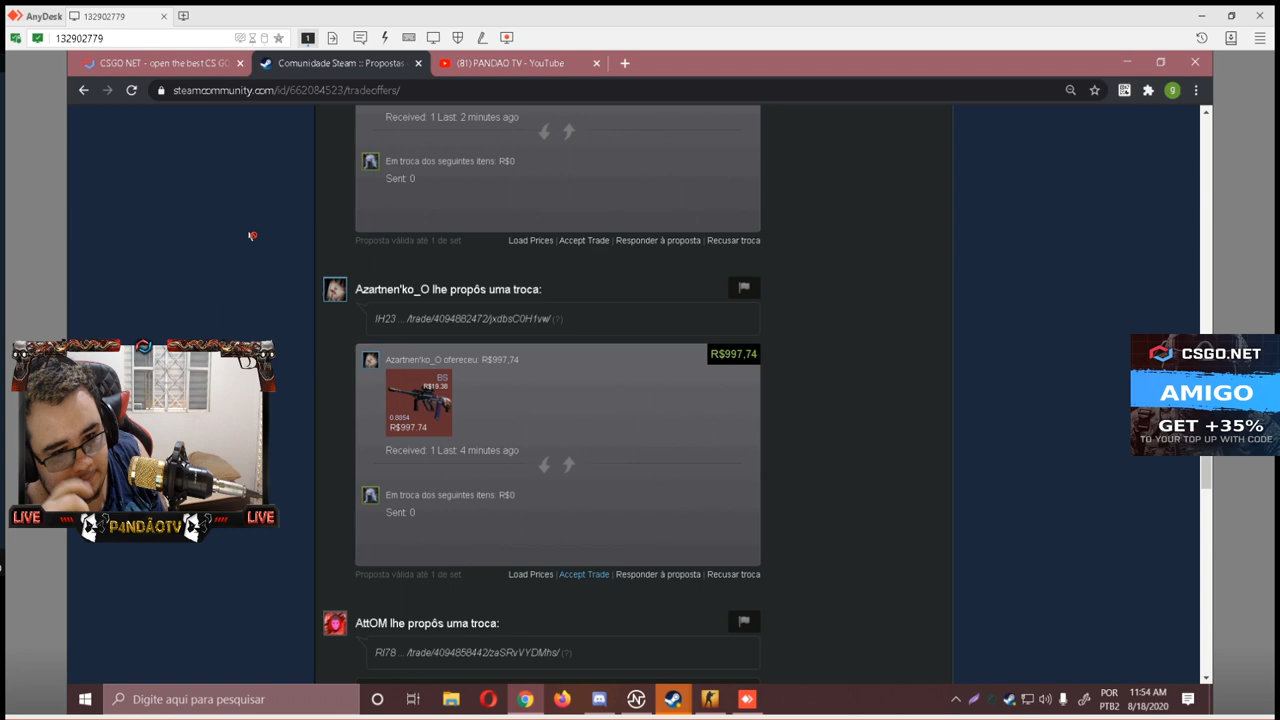 AnyDesk
132902779
132902779
1
CSGO NET - open the best CS GO
Comunidade Steam :: Propostas
(81) PANDAO TV - YouTube
steamcommunity.com/id/662084523/tradeoffers/
g
Received: 1 Last: 2 minutes ago
Em troca dos seguintes itens: R$0
Sent: 0
Proposta válida até 1 de set
Load Prices | Accept Trade | Responder à proposta | Recusar troca
Azartnen'ko_O lhe propôs uma troca:
IH23 ... /trade/4094882472/jxdbsC0H1vw/ (?)
Azartnen'ko_O ofereceu: R$997,74
R$997,74
BS
R$19.38
0.8854
R$997.74
Received: 1 Last: 4 minutes ago
Em troca dos seguintes itens: R$0
Sent: 0
Proposta válida até 1 de set
Load Prices | Accept Trade | Responder à proposta | Recusar troca
AttOM lhe propôs uma troca:
RI78 ... /trade/4094858442/zaSRvVYDMhs/ (?)
LIVE
P4NDÃOTV
LIVE
CSGO.NET
AMIGO
GET +35%
TO YOUR TOP UP WITH CODE
Digite aqui para pesquisar
POR
PTB2
11:54 AM
8/18/2020